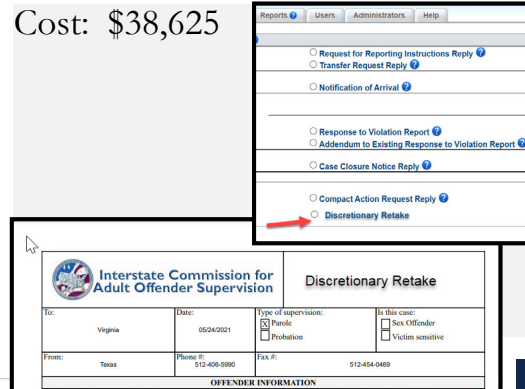 Cost: $38,625
Reports Users Administrators Help
Request for Reporting Instructions Reply
Transfer Request Reply
Notification of Arrival
Response to Violation Report
Addendum to Existing Response to Violation Report
Case Closure Notice Reply
Compact Action Request Reply
Discretionary Retake
Interstate Commission for
Adult Offender Supervision
Discretionary Retake
To:
Virginia
Date:
05/24/2021
Type of supervision:
X Parole
Probation
Is this case:
Sex Offender
Victim sensitive
From:
Texas
Phone #:
512-406-5990
Fax #:
512-454-0469
OFFENDER INFORMATION